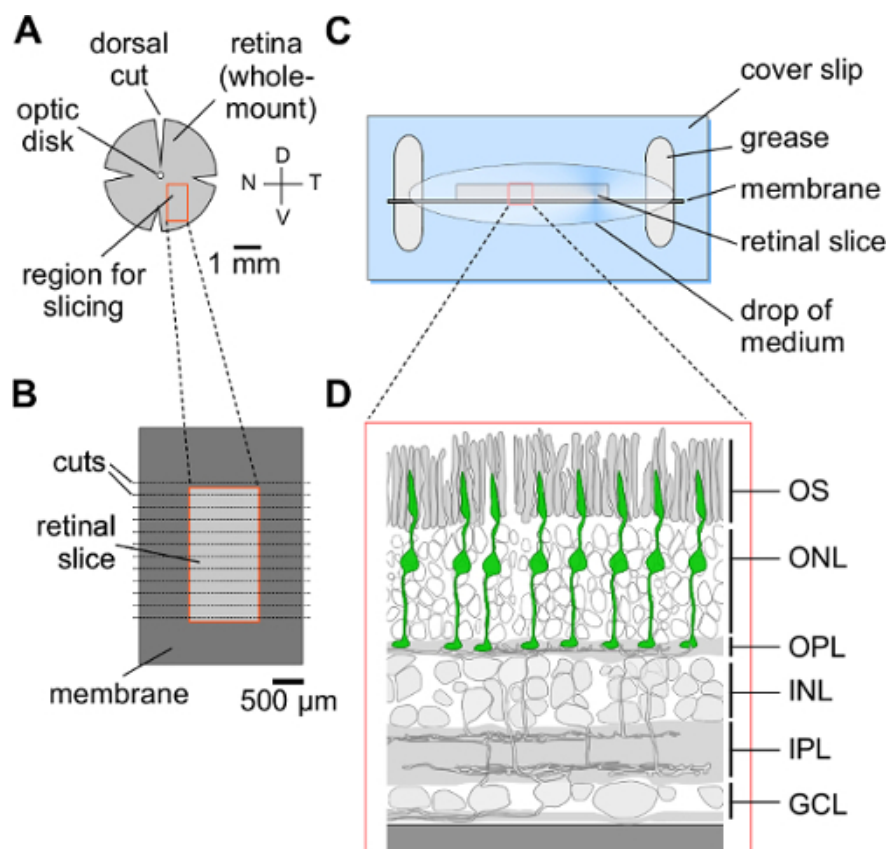 A
dorsal
cut
retina
(whole-
mount)
optic
disk
D
N
T
V
region for
slicing
1 mm
B
cuts
retinal
slice
membrane
500 µm
C
cover slip
grease
membrane
retinal slice
drop of
medium
D
OS
ONL
OPL
INL
IPL
GCL